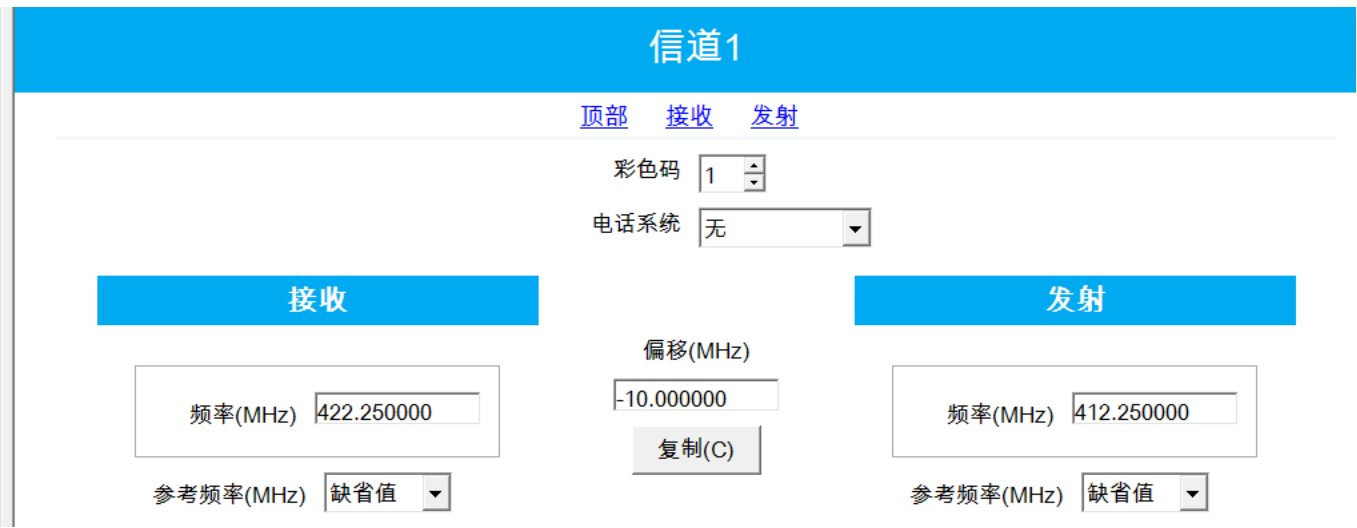 信道1
顶部 接收 发射
彩色码 1
电话系统 无
接收 发射
偏移(MHz)
频率(MHz) 422.250000 -10.000000 频率(MHz) 412.250000
复制(C)
参考频率(MHz) 缺省值 参考频率(MHz) 缺省值